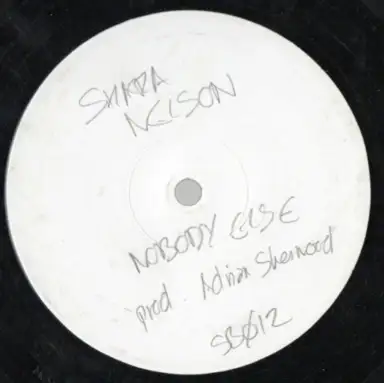 SHARA
NELSON
NOBODY ELSE
prod. Adrian Sherwood
SBØ12